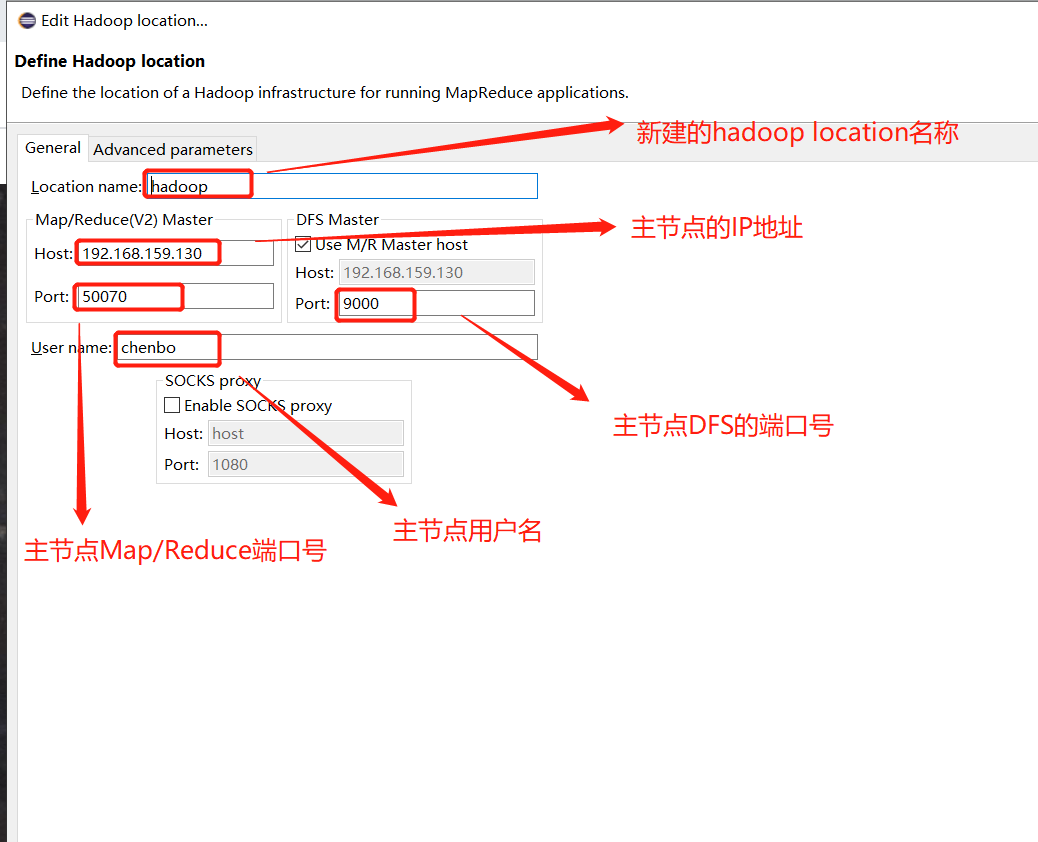 Edit Hadoop location...
Define Hadoop location
Define the location of a Hadoop infrastructure for running MapReduce applications.
General
Advanced parameters
新建的hadoop location名称
Location name:
hadoop
Map/Reduce(V2) Master
DFS Master
主节点的IP地址
Host:
192.168.159.130
Use M/R Master host
Host:
192.168.159.130
Port:
50070
Port:
9000
User name:
chenbo
SOCKS proxy
Enable SOCKS proxy
Host:
host
Port:
1080
主节点DFS的端口号
主节点用户名
主节点Map/Reduce端口号